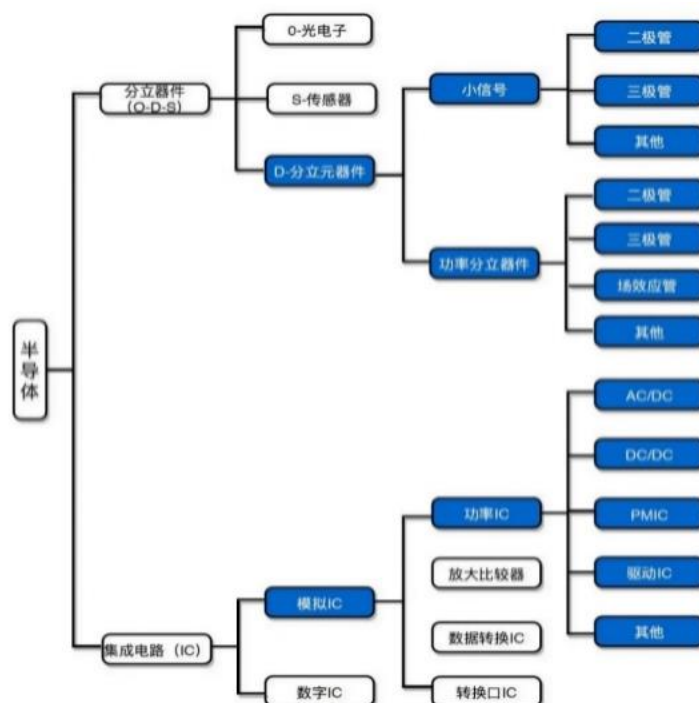 半导体
分立器件
(O-D-S)
O-光电子
S-传感器
D-分立元器件
小信号
二极管
三极管
其他
功率分立器件
二极管
三极管
场效应管
其他
集成电路（IC）
模拟IC
数字IC
功率IC
放大比较器
数据转换IC
转换口IC
AC/DC
DC/DC
PMIC
驱动IC
其他